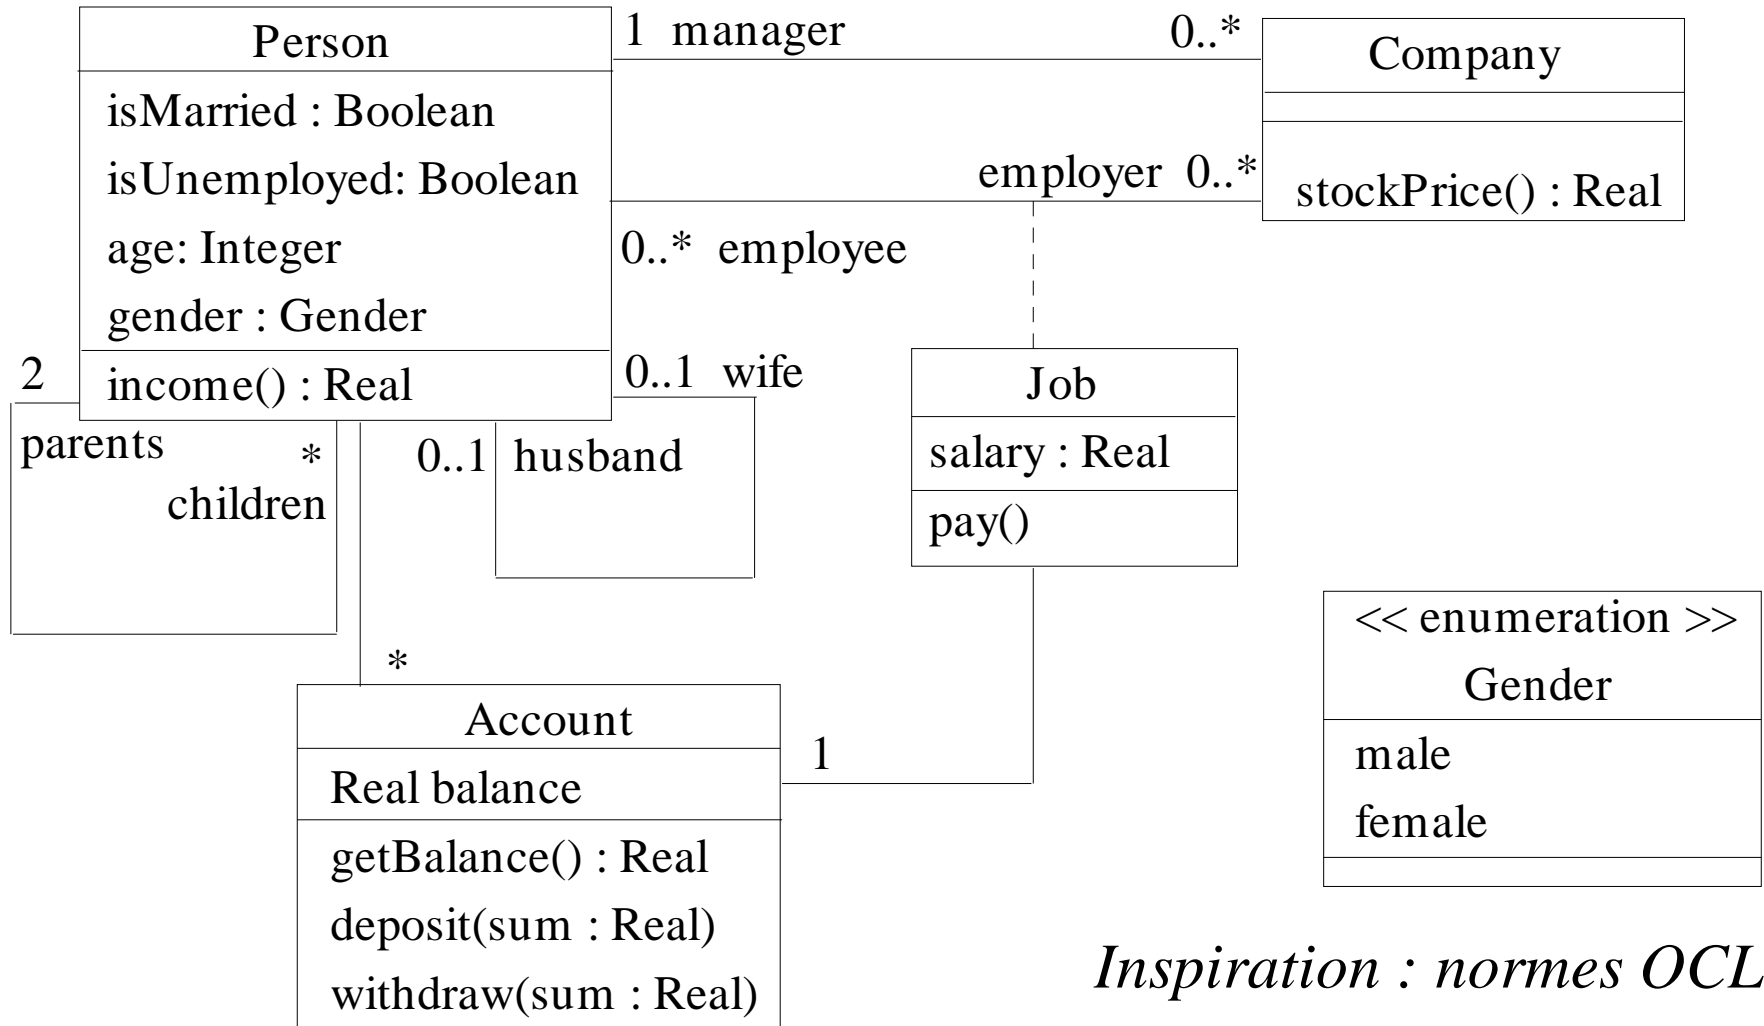 Person
isMarried : Boolean
isUnemployed: Boolean
age: Integer
gender : Gender
income() : Real
1 manager
0..*
Company
stockPrice() : Real
employer 0..*
0..* employee
2
parents
*
children
0..1 wife
0..1 husband
Job
salary : Real
pay()
*
1
Account
Real balance
getBalance() : Real
deposit(sum : Real)
withdraw(sum : Real)
<< enumeration >>
Gender
male
female
Inspiration : normes OCL